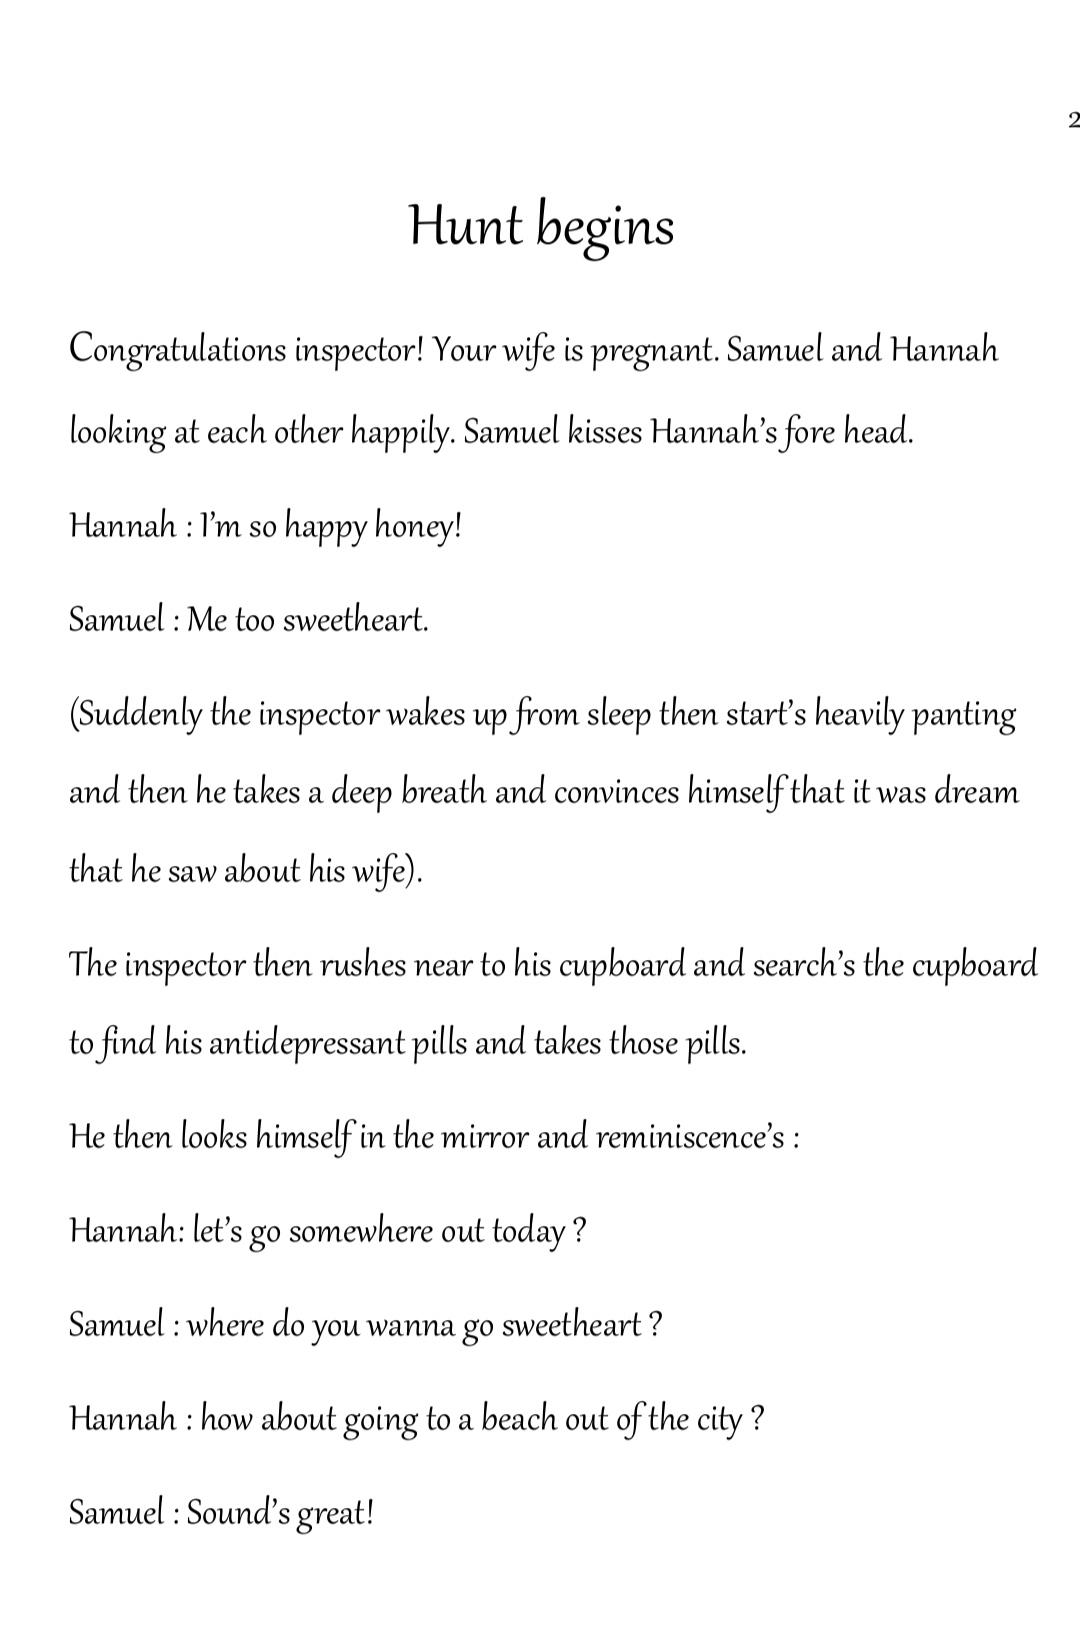 2
Hunt begins
Congratulations inspector! Your wife is pregnant. Samuel and Hannah
looking at each other happily. Samuel kisses Hannah's fore head.
Hannah : I'm so happy honey!
Samuel : Me too sweetheart.
(Suddenly the inspector wakes up from sleep then start's heavily panting
and then he takes a deep breath and convinces himself that it was dream
that he saw about his wife).
The inspector then rushes near to his cupboard and search's the cupboard
to find his antidepressant pills and takes those pills.
He then looks himself in the mirror and reminiscence's :
Hannah: let's go somewhere out today ?
Samuel : where do you wanna go sweetheart ?
Hannah : how about going to a beach out of the city ?
Samuel : Sound's great!